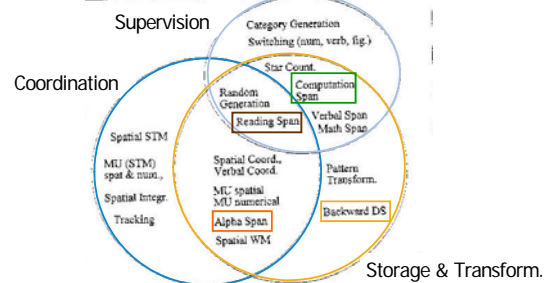 Supervision
Category Generation
Switching (num, verb, fig.)
Star Count.
Coordination
Computation
Span
Random
Generation
Reading Span
Verbal Span
Math Span
Spatial STM
MU (STM)
spat & num.,
Spatial Integr.
Tracking
Spatial Coord.,
Verbal Coord.
MU spatial
MU numerical
Alpha Span
Spatial WM
Pattern
Transform.
Backward DS
Storage & Transform.